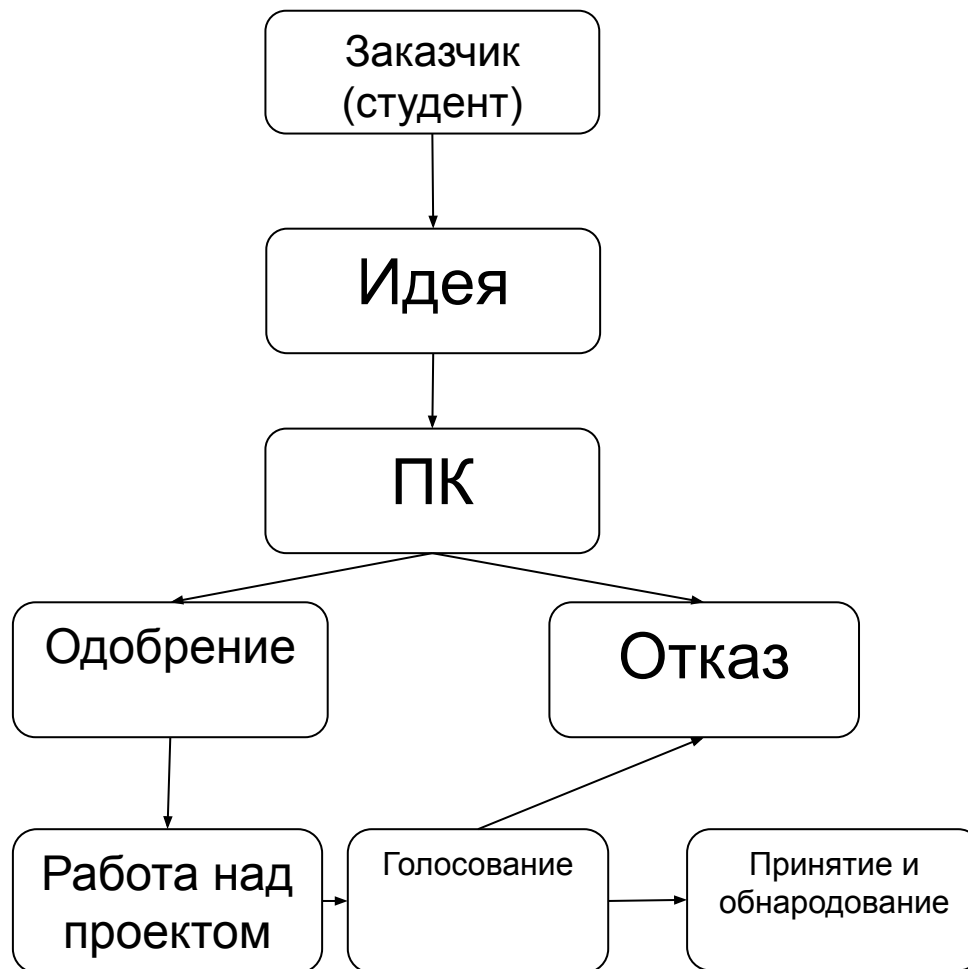 Заказчик
(студент)
Идея
ПК
Одобрение
Отказ
Работа над
проектом
Голосование
Принятие и
обнародование